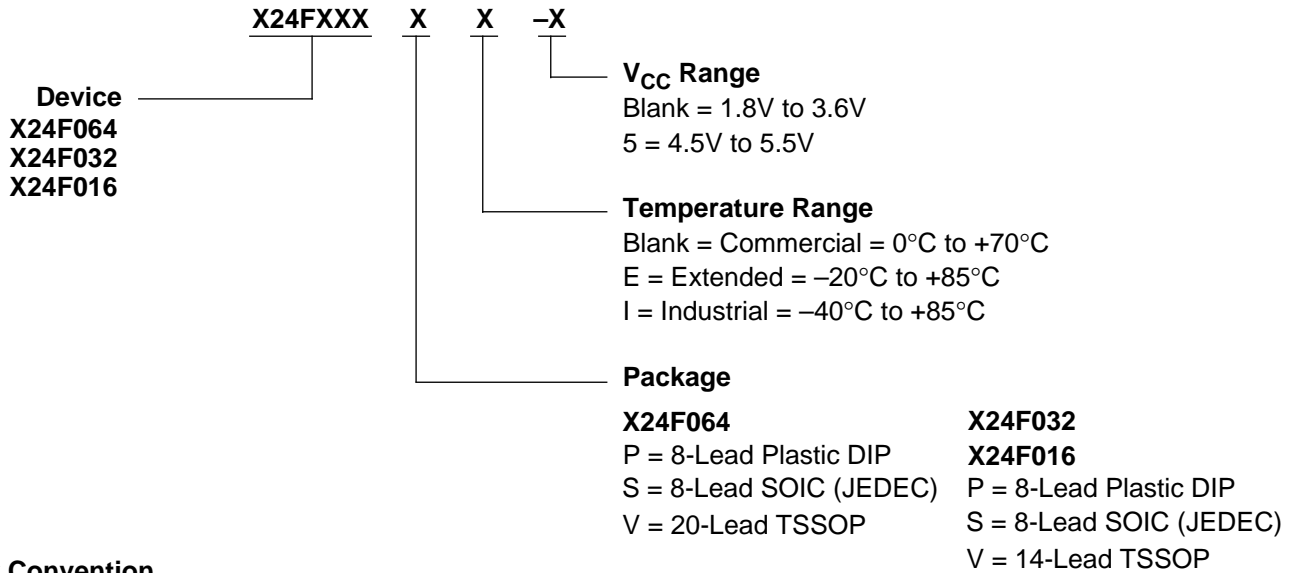 X24FXXX X X –X
Device
X24F064
X24F032
X24F016
VCC Range
Blank = 1.8V to 3.6V
5 = 4.5V to 5.5V
Temperature Range
Blank = Commercial = 0°C to +70°C
E = Extended = –20°C to +85°C
I = Industrial = –40°C to +85°C
Package
X24F064
P = 8-Lead Plastic DIP
S = 8-Lead SOIC (JEDEC)
V = 20-Lead TSSOP
X24F032
X24F016
P = 8-Lead Plastic DIP
S = 8-Lead SOIC (JEDEC)
V = 14-Lead TSSOP
Convention